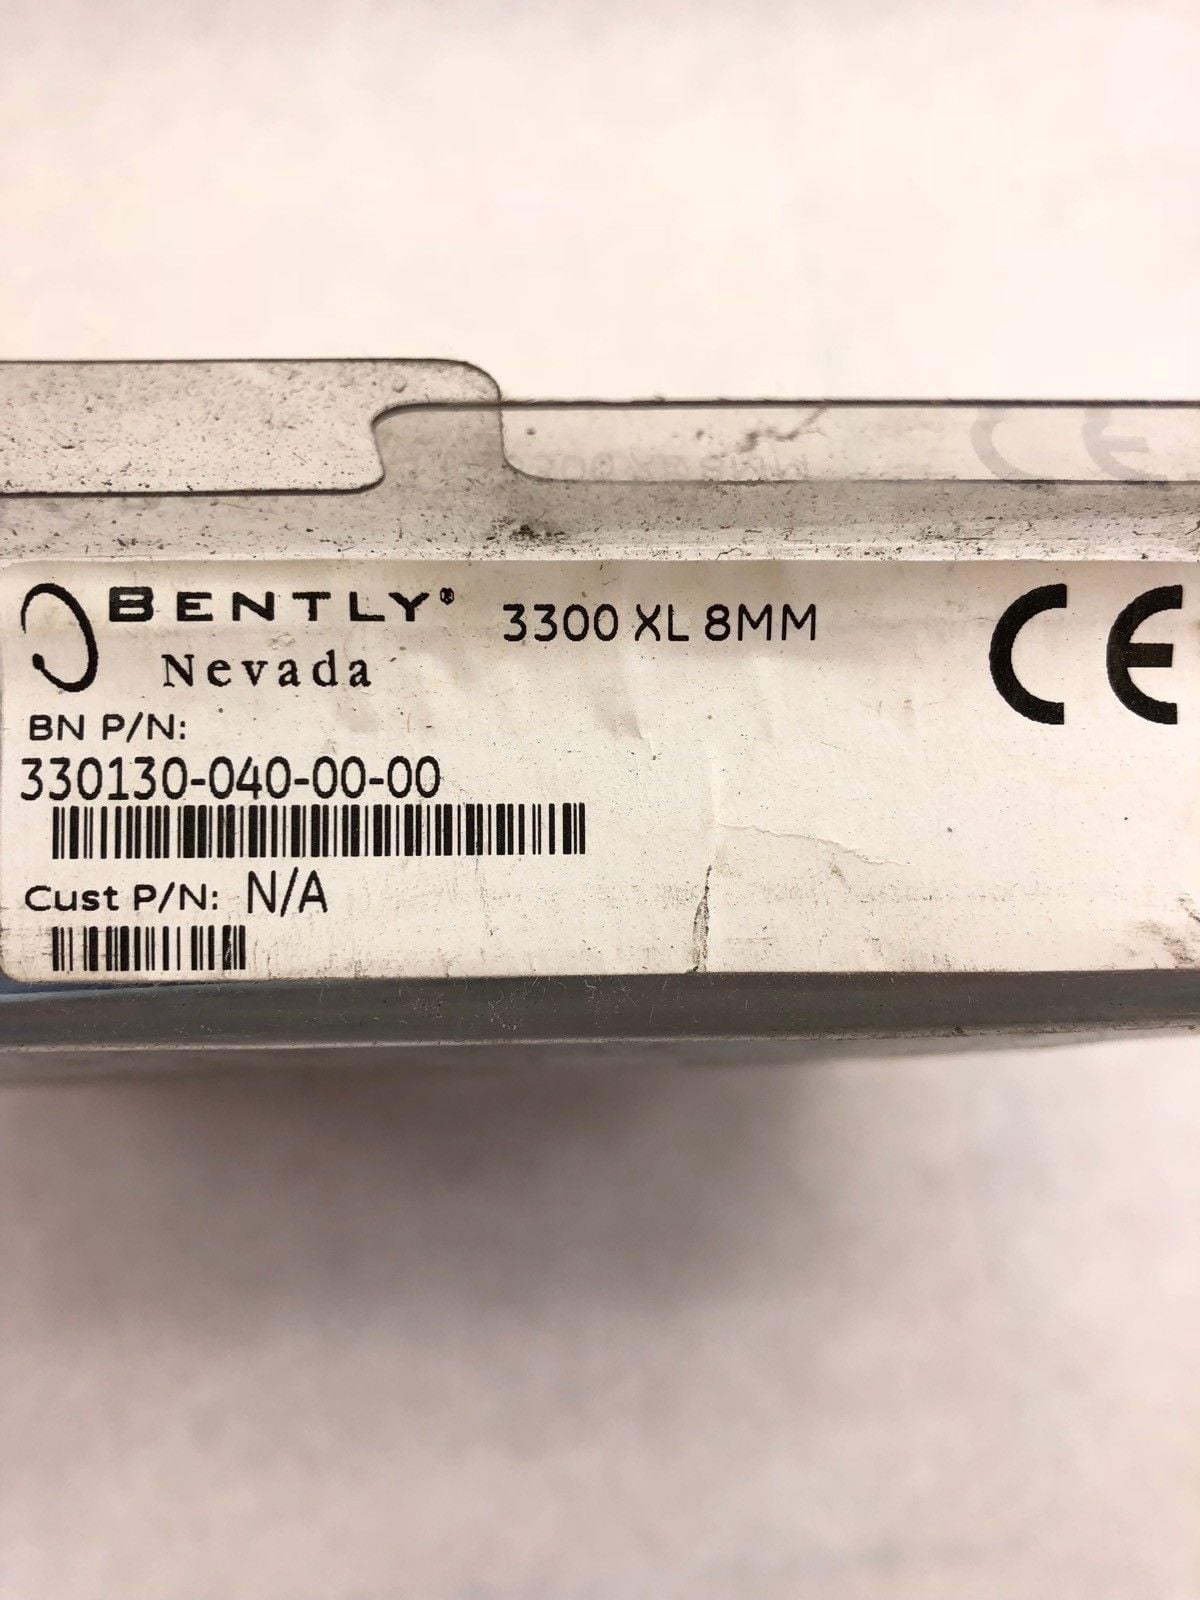 BENTLY®
Nevada
3300 XL 8MM
CE
BN P/N:
330130-040-00-00
Cust P/N: N/A